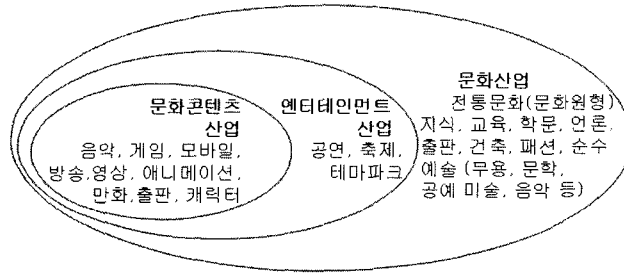 문화콘텐츠
산업
음악, 게임, 모바일,
방송,영상, 애니메이션,
만화,출판, 캐릭터
엔터테인먼트
산업
공연, 축제,
테마파크
문화산업
전통문화(문화원형)
지식, 교육, 학문, 언론,
출판, 건축, 패션, 순수
예술 (무용, 문학,
공예 미술, 음악 등)